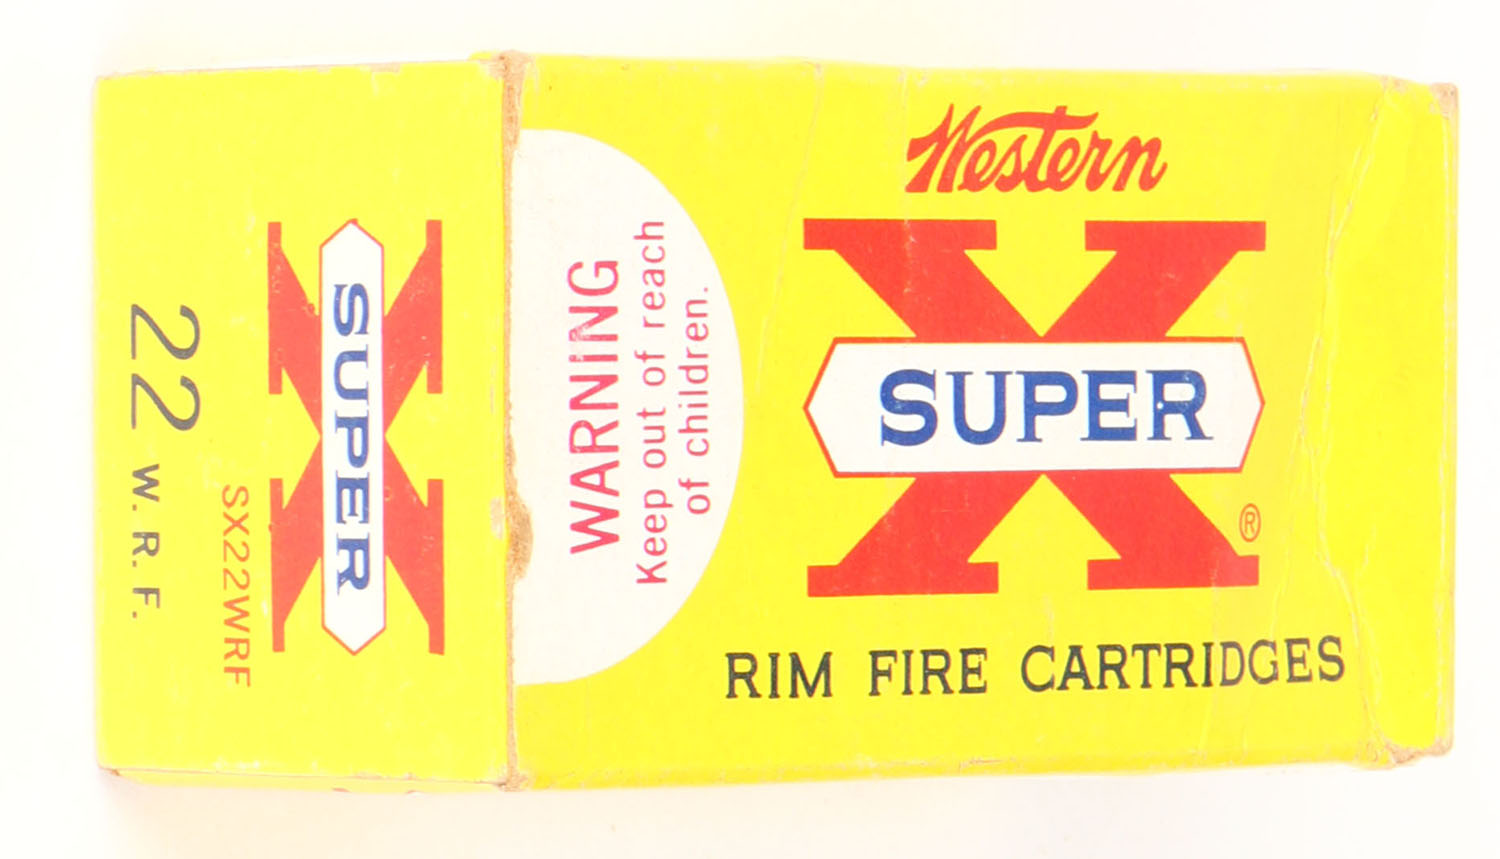 22 W. R. F.
SX22WRF
X
SUPER
WARNING
Keep out of reach
of children.
Western
X
SUPER
®
RIM FIRE CARTRIDGES